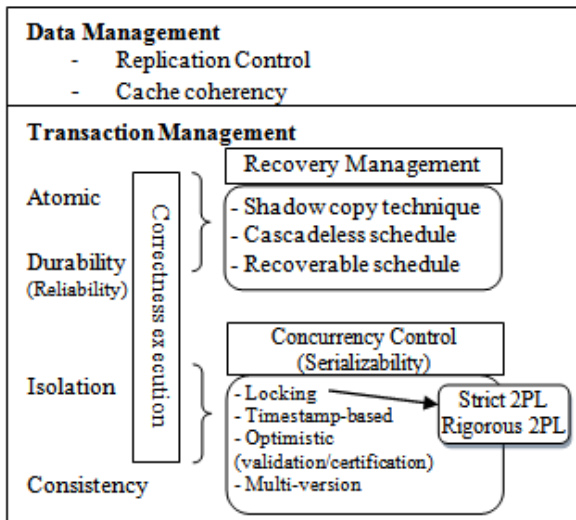 Data Management
- Replication Control
- Cache coherency
Transaction Management
Recovery Management
Atomic
Durability
(Reliability)
Correctness execution
- Shadow copy technique
- Cascadeless schedule
- Recoverable schedule
Concurrency Control
(Serializability)
Isolation
Consistency
- Locking
- Timestamp-based
- Optimistic
(validation/certification)
- Multi-version
Strict 2PL
Rigorous 2PL